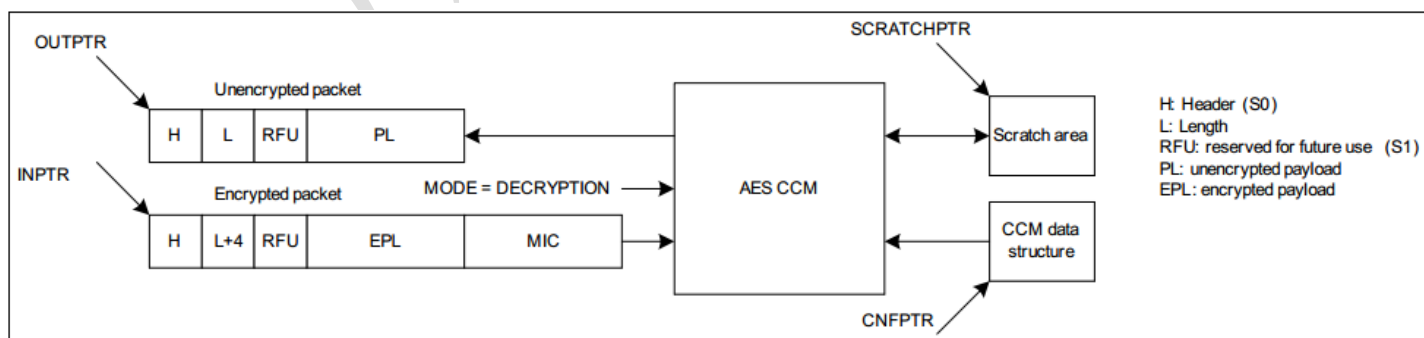 OUTPTR
SCRATCHPTR
Unencrypted packet
H L RFU PL
Scratch area
H: Header (S0)
L: Length
RFU: reserved for future use (S1)
PL: unencrypted payload
EPL: encrypted payload
INPTR
MODE = DECRYPTION
AES CCM
Encrypted packet
H L+4 RFU EPL MIC
CCM data
structure
CNFPTR